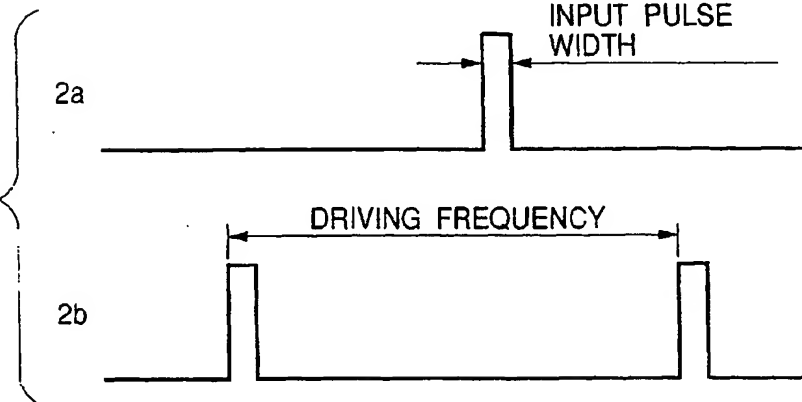 INPUT PULSE
WIDTH
2a
DRIVING FREQUENCY
2b